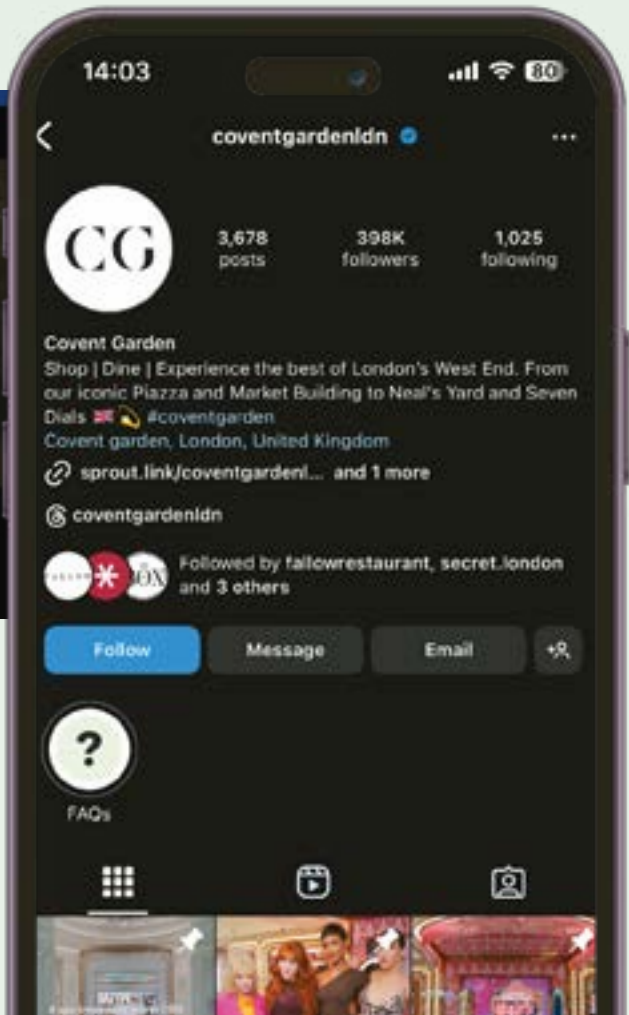 14:03
80
coventgardenldn
CG
3,678
398K
1,025
posts
followers
following
Covent Garden
Shop | Dine | Experience the best of London's West End. From
our iconic Piazza and Market Building to Neal's Yard and Seven
Dials 🇬🇧 💫 #coventgarden
Covent garden, London, United Kingdom
sprout.link/coventgardenl... and 1 more
coventgardenldn
Followed by fallowrestaurant, secret.london
and 3 others
Follow
Message
Email
?
FAQs